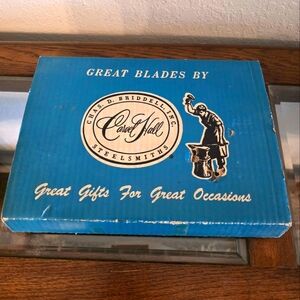 GREAT BLADES BY
CHAS. D. BRIDDELL, INC.
Carvel Hall
STEELSMITHS
®
Great Gifts For Great Occasions